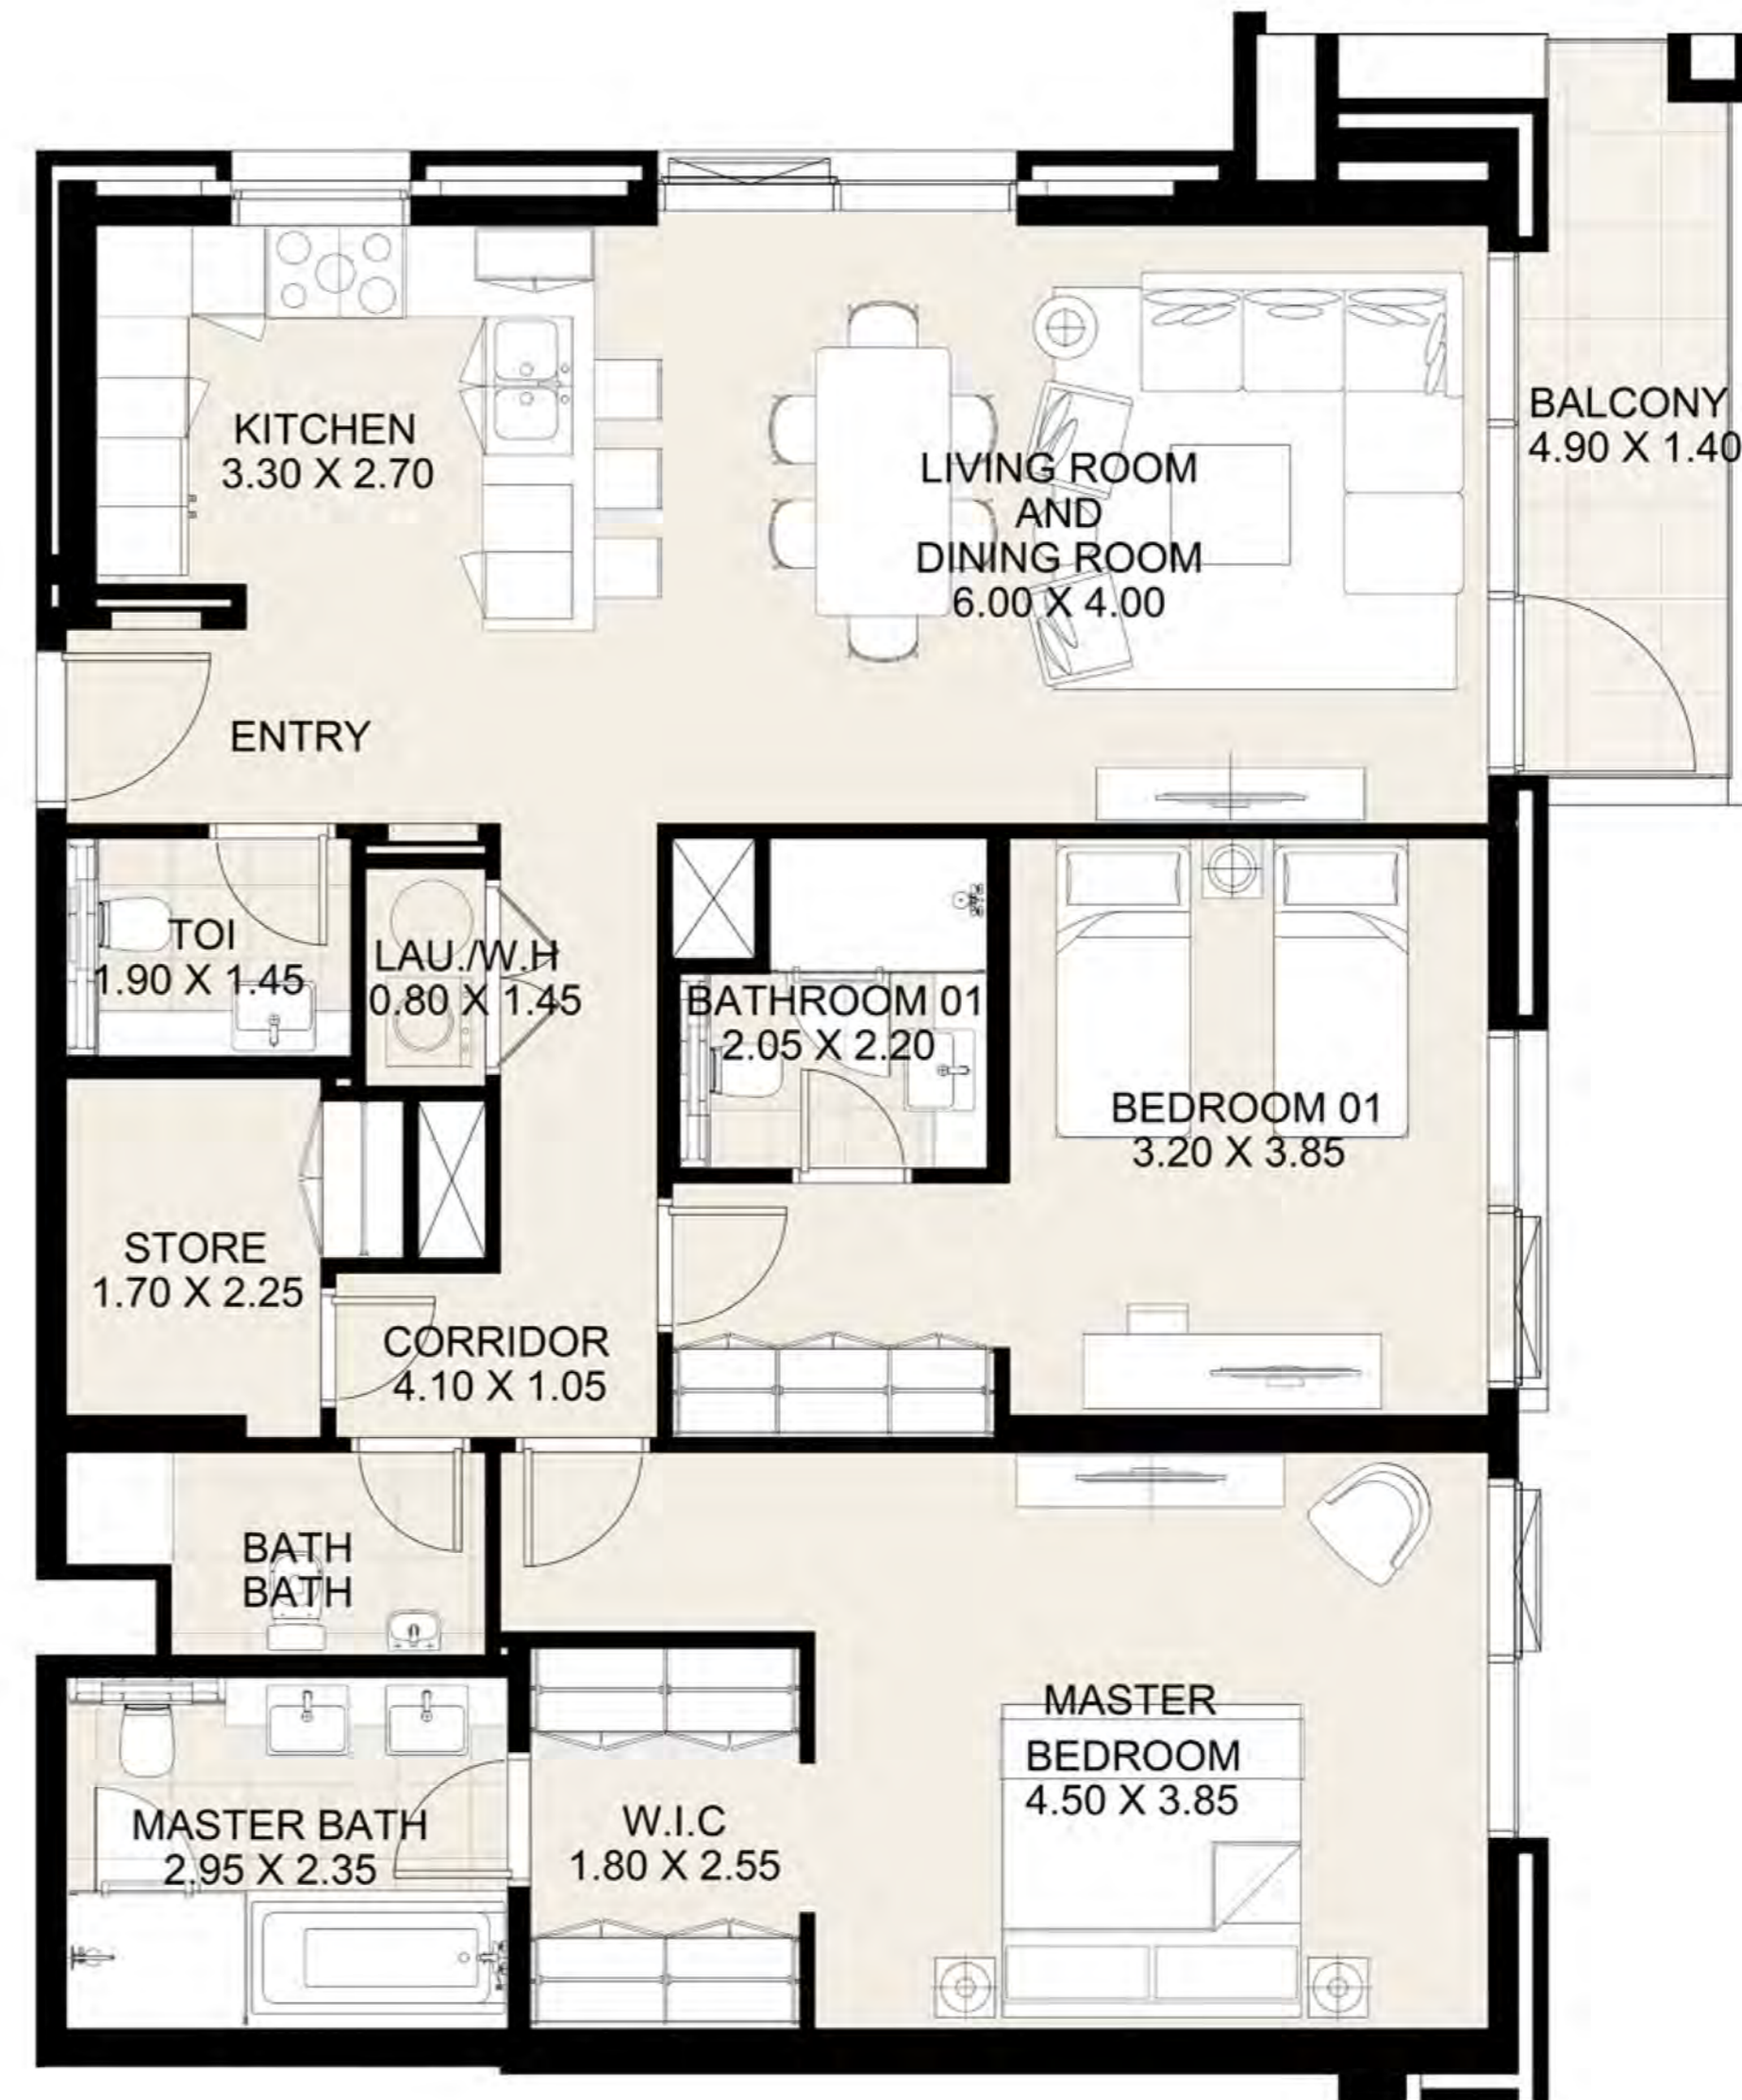 KITCHEN
3.30 X 2.70
LIVING ROOM
AND
DINING ROOM
6.00 X 4.00
BALCONY
4.90 X 1.40
ENTRY
TOI
1.90 X 1.45
LAU./W.H
0.80 X 1.45
BATHROOM 01
2.05 X 2.20
BEDROOM 01
3.20 X 3.85
STORE
1.70 X 2.25
CORRIDOR
4.10 X 1.05
BATH
BATH
MASTER
BEDROOM
4.50 X 3.85
MASTER BATH
2.95 X 2.35
W.I.C
1.80 X 2.55